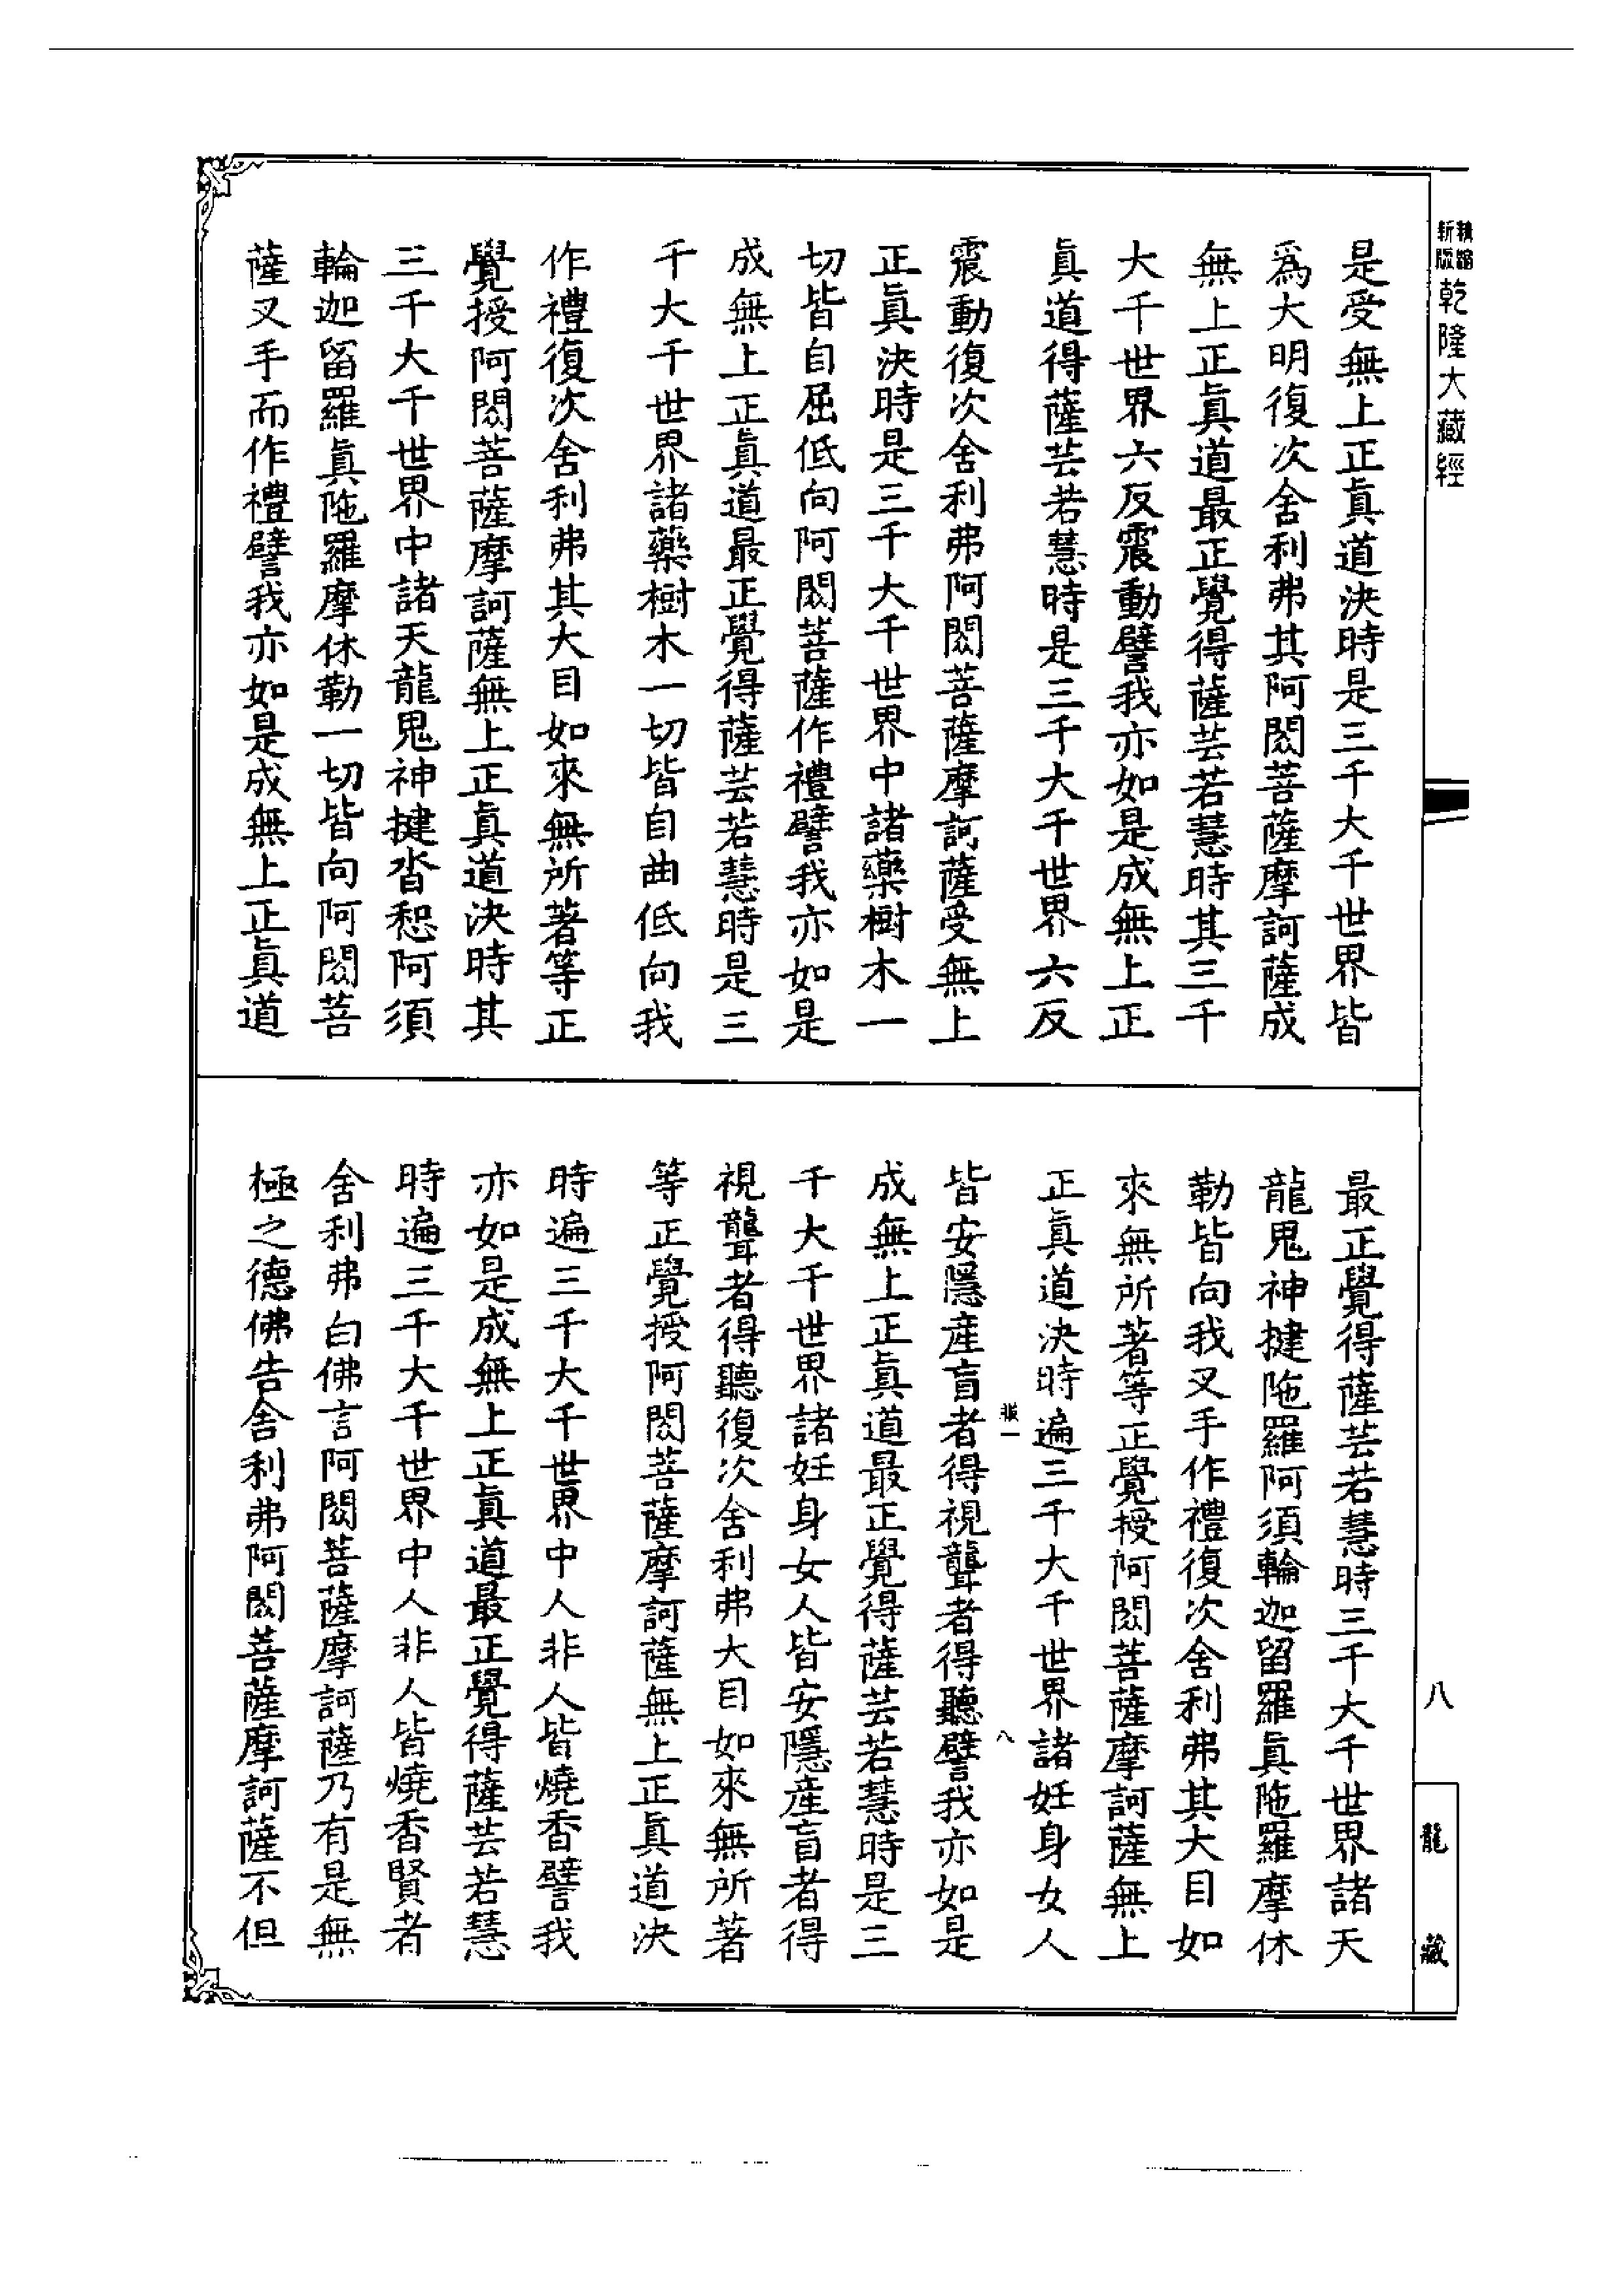 新版精縮乾隆大藏經
是受無上正眞道決時是三千大千世界皆
爲大明復次舍利弗其阿閦菩薩摩訶薩成
無上正眞道最正覺得薩芸若慧時其三千
大千世界六反震動譬我亦如是成無上正
眞道得薩芸若慧時是三千大千世界六反
震動復次舍利弗阿閦菩薩摩訶薩受無上
正眞決時是三千大千世界中諸藥樹木一
切皆自屈低向阿閦菩薩作禮譬我亦如是
成無上正眞道最正覺得薩芸若慧時是三
千大千世界諸藥樹木一切皆自曲低向我
作禮復次舍利弗其大目如來無所著等正
覺授阿閦菩薩摩訶薩無上正眞道決時其
三千大千世界中諸天龍鬼神揵沓惒阿須
輪迦留羅眞陁羅摩休勒一切皆向阿閦菩
薩叉手而作禮譬我亦如是成無上正眞道
最正覺得薩芸若慧時三千大千世界諸天
龍鬼神揵陁羅阿須輪迦留羅眞陁羅摩休
勒皆向我叉手作禮復次舍利弗其大目如
來無所著等正覺授阿閦菩薩摩訶薩無上
正眞道決時遍三千大千世界諸妊身女人
一 八
皆安隱產盲者得視聾者得聽譬我亦如是
成無上正眞道最正覺得薩芸若慧時是三
千大千世界諸妊身女人皆安隱產盲者得
視聾者得聽復次舍利弗大目如來無所著
等正覺授阿閦菩薩摩訶薩無上正眞道決
時遍三千大千世界中人非人皆燒香譬我
亦如是成無上正眞道最正覺得薩芸若慧
時遍三千大千世界中人非人皆燒香賢者
舍利弗白佛言阿閦菩薩摩訶薩乃有是無
極之德佛告舍利弗阿閦菩薩摩訶薩不但
八
龍藏